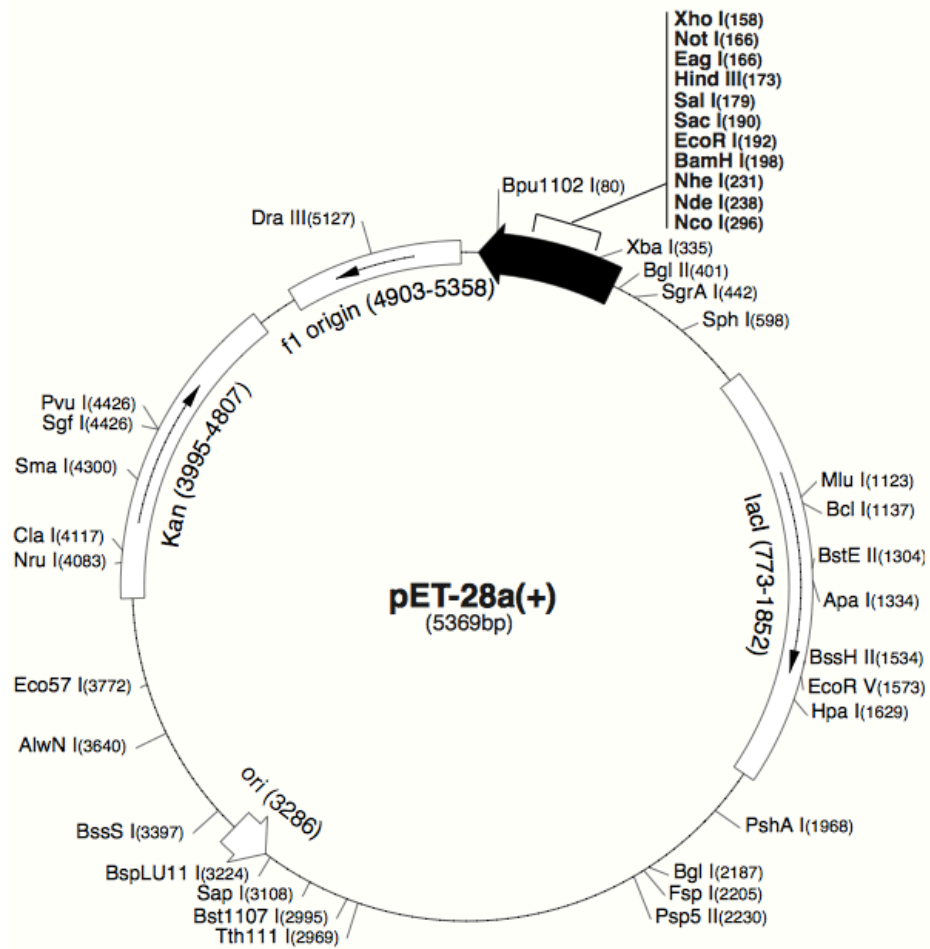 Xho I(158)
Not I(166)
Eag I(166)
Hind III(173)
Sal I(179)
Sac I(190)
EcoR I(192)
BamH I(198)
Nhe I(231)
Nde I(238)
Nco I(296)
Bpu1102 I(80)
Dra III(5127)
Xba I(335)
Bgl II(401)
SgrA I(442)
Sph I(598)
f1 origin (4903-5358)
Pvu I(4426)
Sgf I(4426)
Sma I(4300)
Kan (3995-4807)
Cla I(4117)
Nru I(4083)
Mlu I(1123)
Bcl I(1137)
BstE II(1304)
Apa I(1334)
lacI (773-1852)
BssH II(1534)
EcoR V(1573)
Hpa I(1629)
pET-28a(+)
(5369bp)
Eco57 I(3772)
AlwN I(3640)
ori (3286)
BssS I(3397)
BspLU11 I(3224)
Sap I(3108)
Bst1107 I(2995)
Tth111 I(2969)
PshA I(1968)
Bgl I(2187)
Fsp I(2205)
Psp5 II(2230)